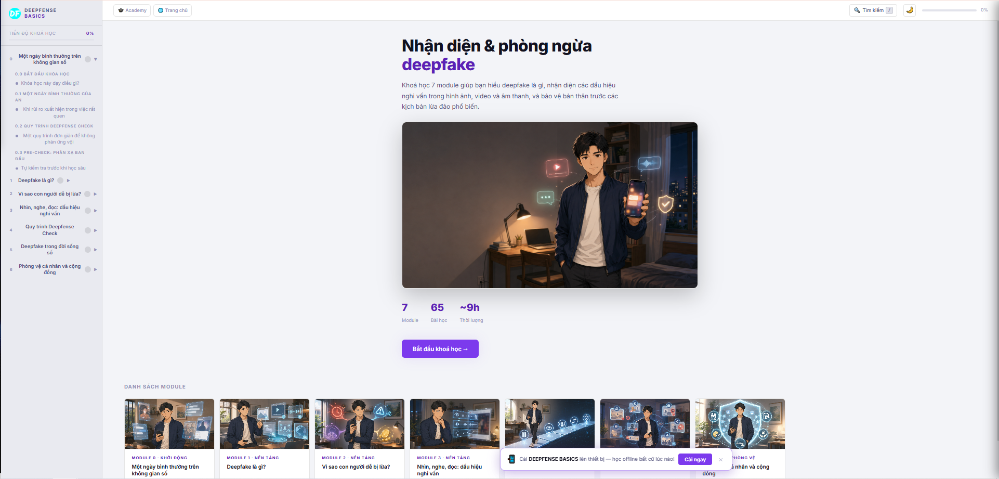 DF
DEEPFENSE
BASICS
TIẾN ĐỘ KHOÁ HỌC 0%
0 Một ngày bình thường trên
không gian số
0.0 BẮT ĐẦU KHÓA HỌC
Khóa học này dạy điều gì?
0.1 MỘT NGÀY BÌNH THƯỜNG CỦA
AN
Khi rủi ro xuất hiện trong việc rất
quen
0.2 QUY TRÌNH DEEPFENSE CHECK
Một quy trình đơn giản để không
phản ứng vội
0.3 PRE-CHECK: PHẢN XẠ BAN
ĐẦU
Tự kiểm tra trước khi học sâu
1 Deepfake là gì?
2 Vì sao con người dễ bị lừa?
3 Nhìn, nghe, đọc: dấu hiệu
nghi vấn
4 Quy trình Deepfense
Check
5 Deepfake trong đời sống
số
6 Phòng vệ cá nhân và cộng
đồng
Academy
Trang chủ
Tìm kiếm /
0%
Nhận diện & phòng ngừa
deepfake
Khoá học 7 module giúp bạn hiểu deepfake là gì, nhận diện các dấu hiệu
nghi vấn trong hình ảnh, video và âm thanh, và bảo vệ bản thân trước các
kịch bản lừa đảo phổ biến.
7 65 ~9h
Module Bài học Thời lượng
Bắt đầu khoá học →
DANH SÁCH MODULE
MODULE 0 · KHỞI ĐỘNG
Một ngày bình thường trên
không gian số
MODULE 1 · NỀN TẢNG
Deepfake là gì?
MODULE 2 · NỀN TẢNG
Vì sao con người dễ bị lừa?
MODULE 3 · NỀN TẢNG
Nhìn, nghe, đọc: dấu hiệu
nghi vấn
PHÒNG VỆ
nhân và cộng
đồng
Cài DEEPFENSE BASICS lên thiết bị — học offline bất cứ lúc nào!
Cài ngay ×